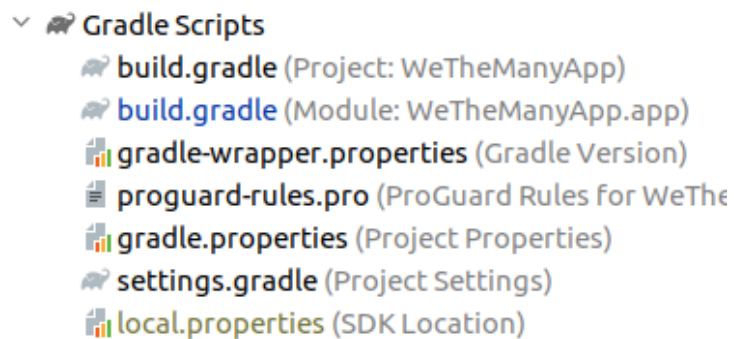 Gradle Scripts
build.gradle (Project: WeTheManyApp)
build.gradle (Module: WeTheManyApp.app)
gradle-wrapper.properties (Gradle Version)
proguard-rules.pro (ProGuard Rules for WeThe
gradle.properties (Project Properties)
settings.gradle (Project Settings)
local.properties (SDK Location)